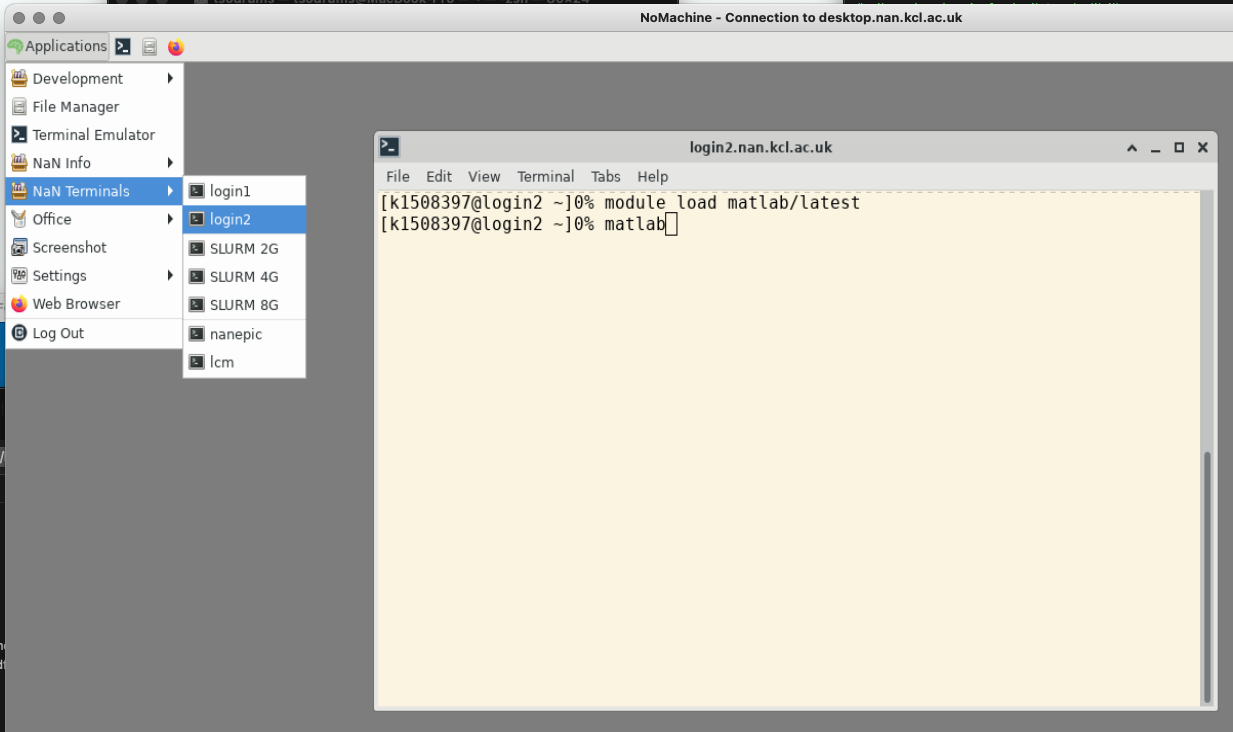 NoMachine - Connection to desktop.nan.kcl.ac.uk
Applications
Development
File Manager
Terminal Emulator
NaN Info
NaN Terminals
Office
Screenshot
Settings
Web Browser
Log Out
login1
login2
SLURM 2G
SLURM 4G
SLURM 8G
nanepic
lcm
login2.nan.kcl.ac.uk
File Edit View Terminal Tabs Help
[k1508397@login2 ~]0% module load matlab/latest
[k1508397@login2 ~]0% matlab